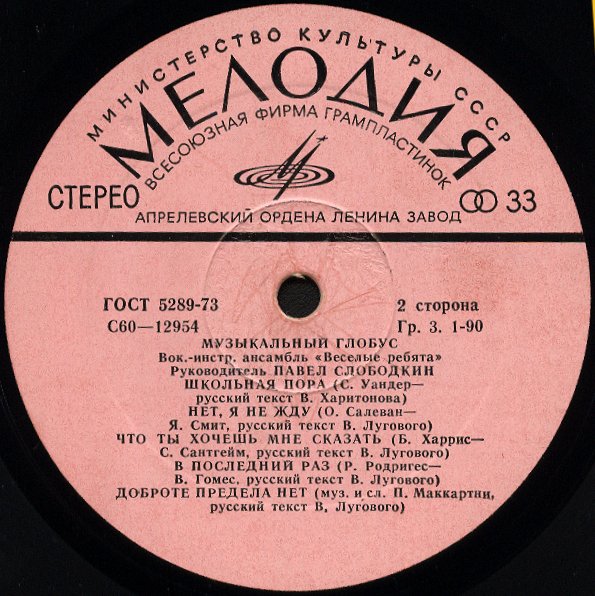 МИНИСТЕРСТВО КУЛЬТУРЫ СССР
МЕЛОДИЯ
ВСЕСОЮЗНАЯ ФИРМА ГРАМПЛАСТИНОК
СТЕРЕО
33
АПРЕЛЕВСКИЙ ОРДЕНА ЛЕНИНА ЗАВОД
ГОСТ 5289-73
2 сторона
С60—12954
Гр. 3. 1-90
МУЗЫКАЛЬНЫЙ ГЛОБУС
Вок.-инстр. ансамбль «Веселые ребята»
Руководитель ПАВЕЛ СЛОБОДКИН
ШКОЛЬНАЯ ПОРА (С. Уандер—
русский текст В. Харитонова)
НЕТ, Я НЕ ЖДУ (О. Салеван—
Я. Смит, русский текст В. Лугового)
ЧТО ТЫ ХОЧЕШЬ МНЕ СКАЗАТЬ (Б. Харрис—
С. Сантгейм, русский текст В. Лугового)
В ПОСЛЕДНИЙ РАЗ (Р. Родригес—
В. Гомес, русский текст В. Лугового)
ДОБРОТЕ ПРЕДЕЛА НЕТ (муз. и сл. П. Маккартни,
русский текст В. Лугового)